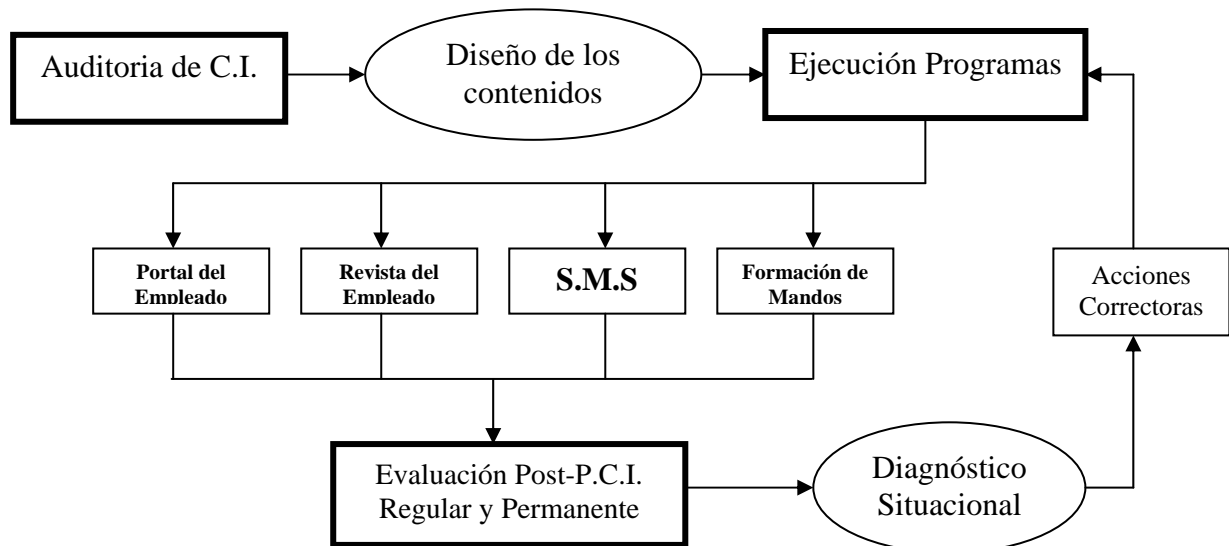 Auditoria de C.I.
Diseño de los
contenidos
Ejecución Programas
Portal del
Empleado
Revista del
Empleado
S.M.S
Formación de
Mandos
Acciones
Correctoras
Evaluación Post-P.C.I.
Regular y Permanente
Diagnóstico
Situacional